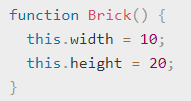 function Brick() {
  this.width = 10;
  this.height = 20;
}